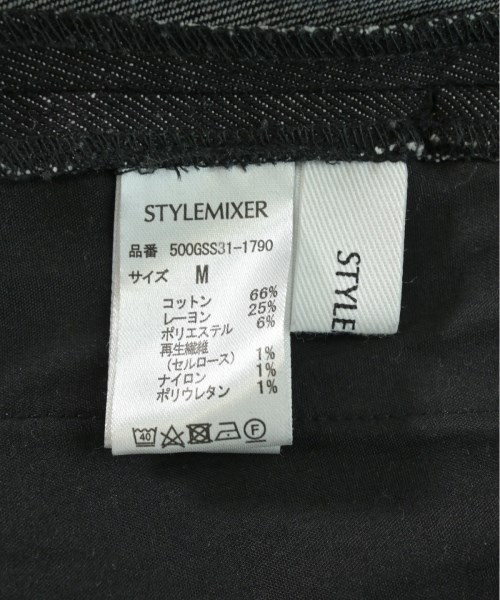 STYLEMIXER
品番 500GSS31-1790
サイズ M
コットン 66%
レーヨン 25%
ポリエステル 6%
再生繊維
(セルロース) 1%
ナイロン 1%
ポリウレタン 1%
40 F
STYLE